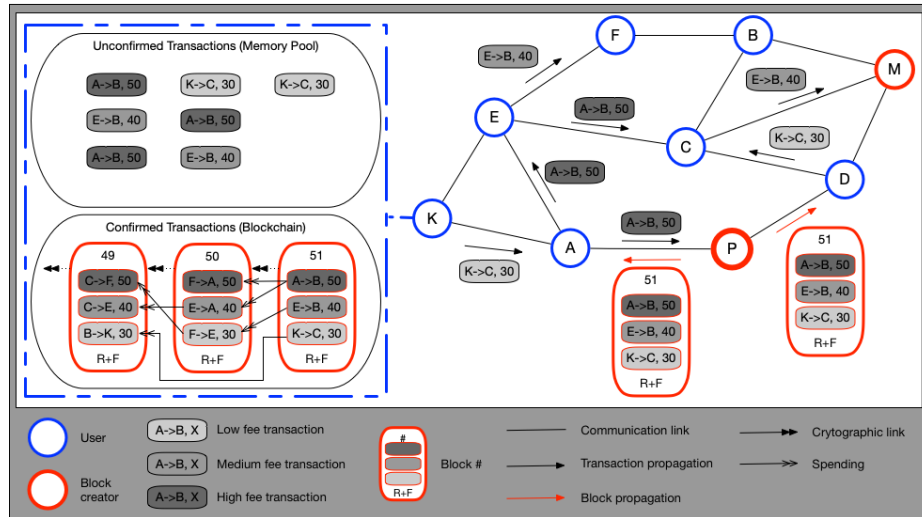 Unconfirmed Transactions (Memory Pool)
A->B, 50
K->C, 30
K->C, 30
E->B, 40
A->B, 50
A->B, 50
E->B, 40
Confirmed Transactions (Blockchain)
49
50
51
C->F, 50
F->A, 50
A->B, 50
C->E, 40
E->A, 40
E->B, 40
B->K, 30
F->E, 30
K->C, 30
R+F
R+F
R+F
F
B
E->B, 40
M
E->B, 40
A->B, 50
E
C
K->C, 30
A->B, 50
D
K
A->B, 50
A
P
K->C, 30
51
A->B, 50
E->B, 40
K->C, 30
R+F
51
A->B, 50
E->B, 40
K->C, 30
R+F
User
Block
creator
A->B, X
Low fee transaction
A->B, X
Medium fee transaction
A->B, X
High fee transaction
#
R+F
Block #
Communication link
Transaction propagation
Block propagation
Crytographic link
Spending